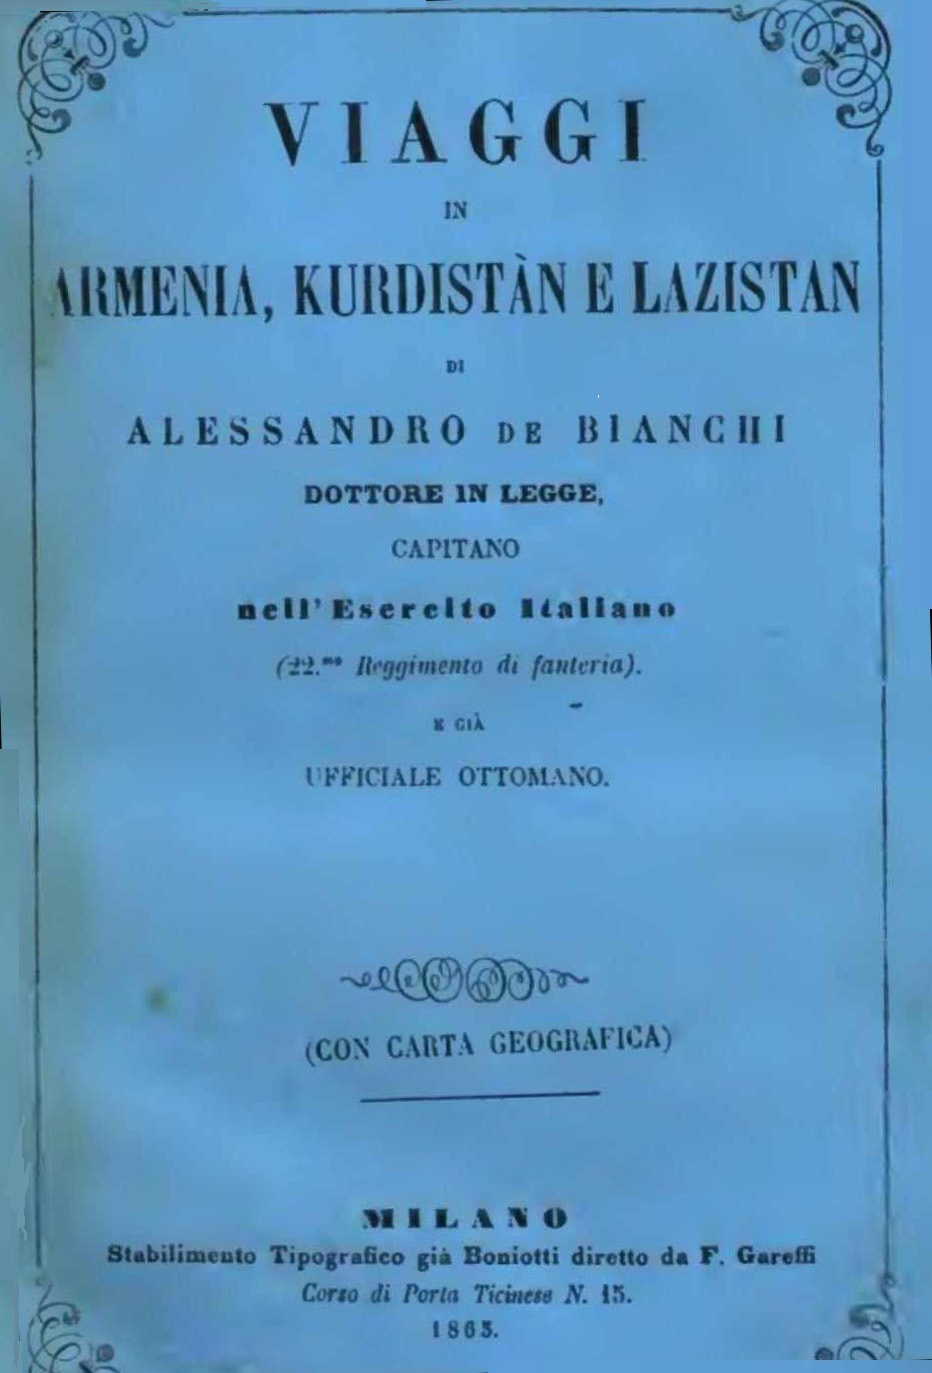 VIAGGI
IN
ARMENIA, KURDISTÀN E LAZISTAN
DI
ALESSANDRO DE BIANCHI
DOTTORE IN LEGGE,
CAPITANO
nell'Esercito Italiano
(22.mo Reggimento di fanteria).
E GIÀ
UFFICIALE OTTOMANO.
(CON CARTA GEOGRAFICA)
MILANO
Stabilimento Tipografico già Boniotti diretto da F. Gareffi
Corso di Porta Ticinese N. 15.
1863.